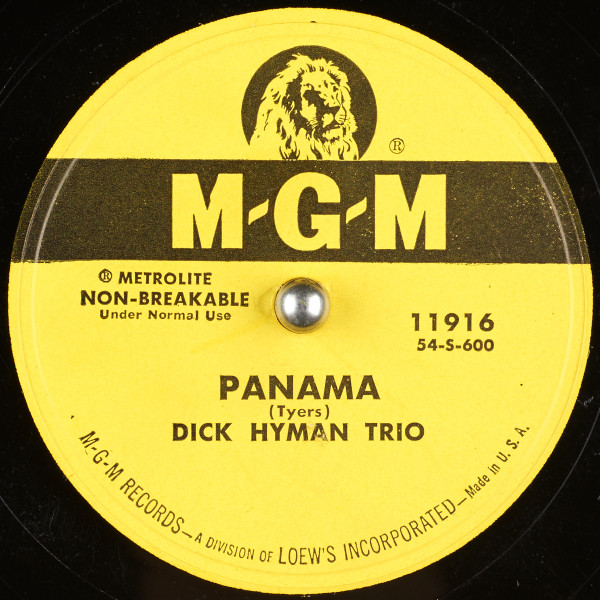 ®
M-G-M
® METROLITE
NON-BREAKABLE
Under Normal Use
11916
54-S-600
PANAMA
(Tyers)
DICK HYMAN TRIO
M-G-M RECORDS—A DIVISION OF LOEW'S INCORPORATED—Made in U. S. A.